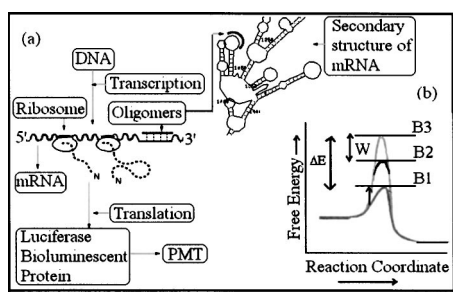 (a)
DNA
Transcription
Ribosome
Oligomers
5'
3'
mRNA
N
N
Translation
Luciferase
Bioluminescent
Protein
PMT
Secondary
structure of
mRNA
(b)
B3
W
B2
ΔE
B1
Free Energy
Reaction Coordinate